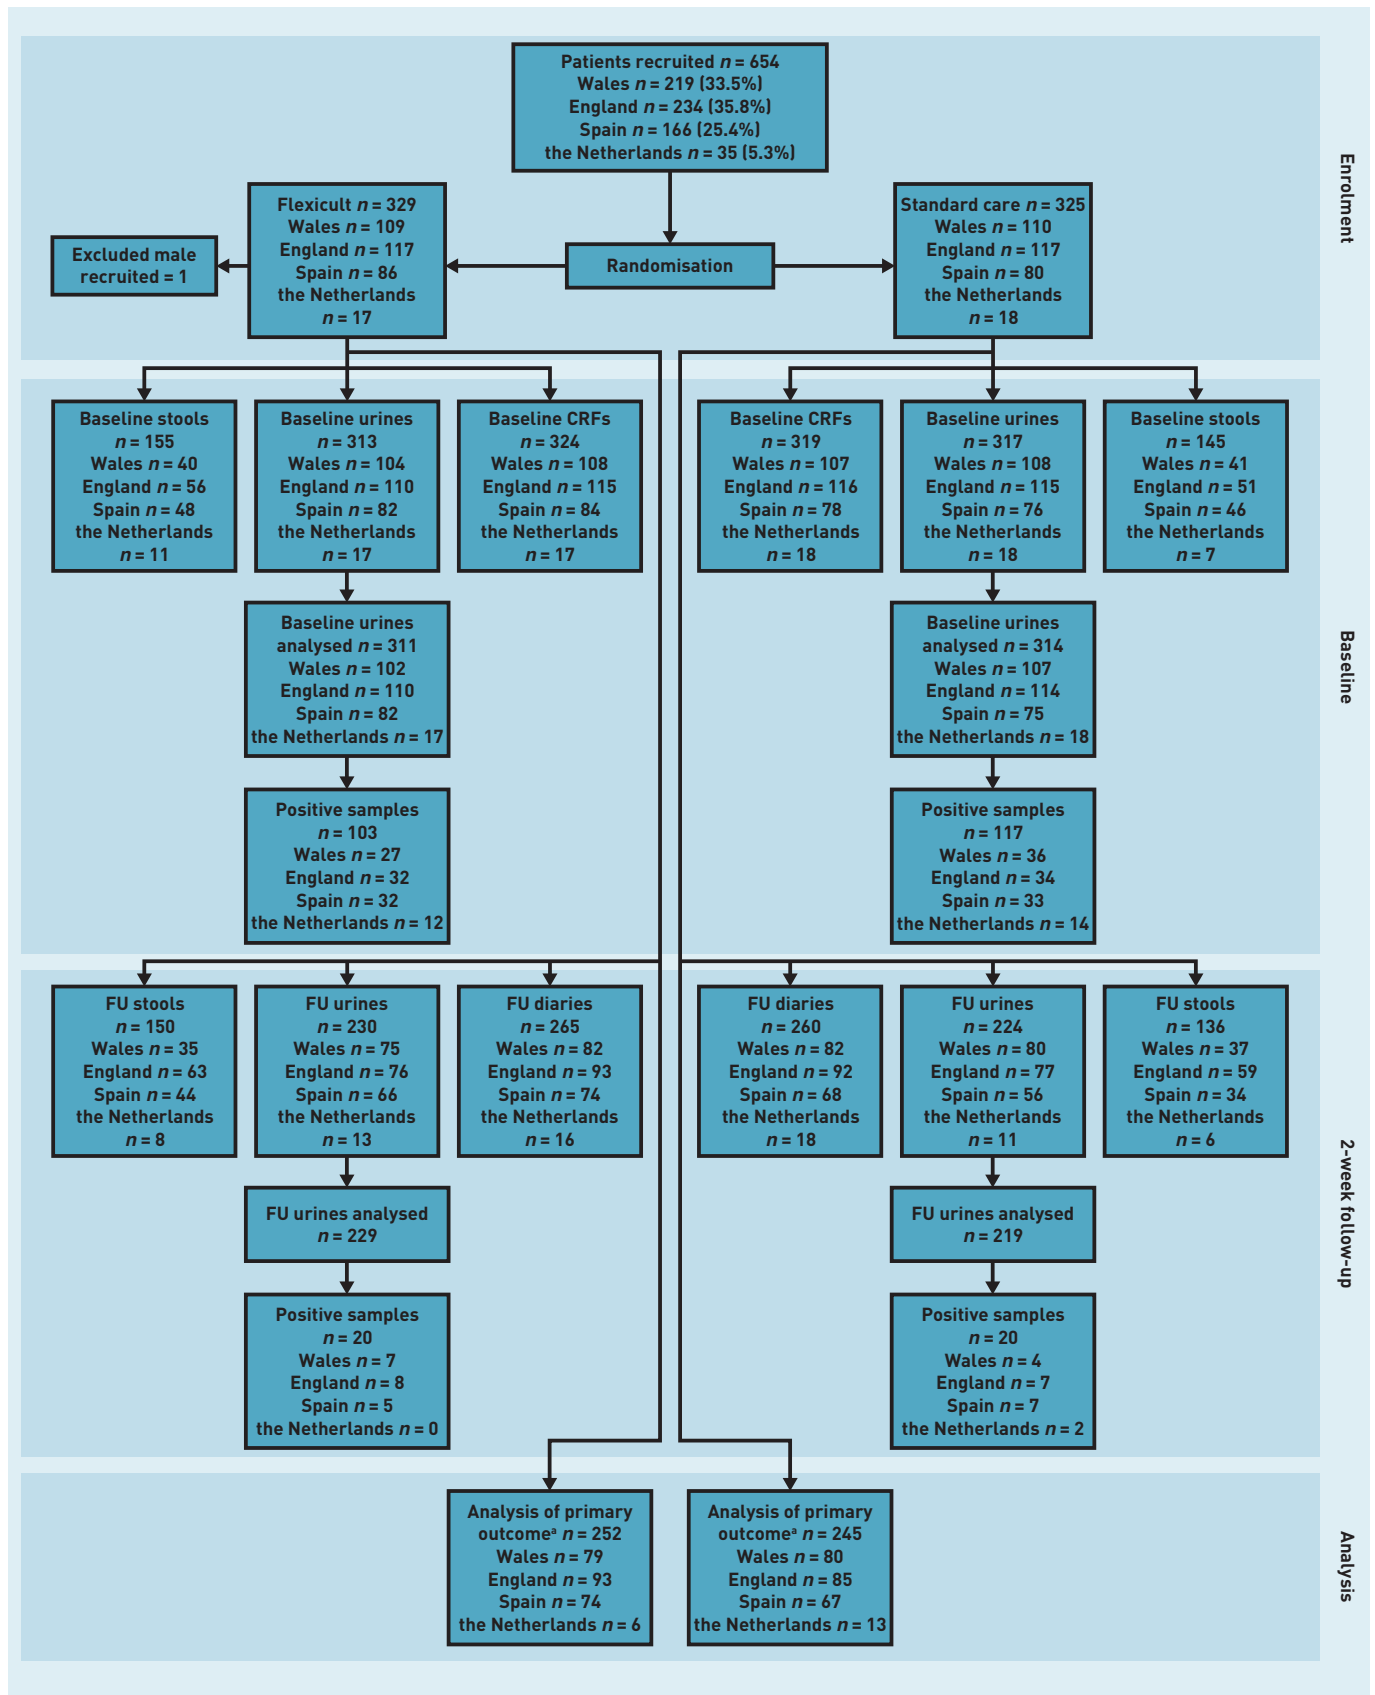 Patients recruited n = 654
Wales n = 219 (33.5%)
England n = 234 (35.8%)
Spain n = 166 (25.4%)
the Netherlands n = 35 (5.3%)
Enrolment
Flexicult n = 329
Wales n = 109
England n = 117
Spain n = 86
the Netherlands
n = 17
Standard care n = 325
Wales n = 110
England n = 117
Spain n = 80
the Netherlands
n = 18
Excluded male
recruited = 1
Randomisation
Baseline stools
n = 155
Wales n = 40
England n = 56
Spain n = 48
the Netherlands
n = 11
Baseline urines
n = 313
Wales n = 104
England n = 110
Spain n = 82
the Netherlands
n = 17
Baseline CRFs
n = 324
Wales n = 108
England n = 115
Spain n = 84
the Netherlands
n = 17
Baseline CRFs
n = 319
Wales n = 107
England n = 116
Spain n = 78
the Netherlands
n = 18
Baseline urines
n = 317
Wales n = 108
England n = 115
Spain n = 76
the Netherlands
n = 18
Baseline stools
n = 145
Wales n = 41
England n = 51
Spain n = 46
the Netherlands
n = 7
Baseline urines
analysed n = 311
Wales n = 102
England n = 110
Spain n = 82
the Netherlands n = 17
Baseline urines
analysed n = 314
Wales n = 107
England n = 114
Spain n = 75
the Netherlands n = 18
Baseline
Positive samples
n = 103
Wales n = 27
England n = 32
Spain n = 32
the Netherlands n = 12
Positive samples
n = 117
Wales n = 36
England n = 34
Spain n = 33
the Netherlands n = 14
FU stools
n = 150
Wales n = 35
England n = 63
Spain n = 44
the Netherlands
n = 8
FU urines
n = 230
Wales n = 75
England n = 76
Spain n = 66
the Netherlands
n = 13
FU diaries
n = 265
Wales n = 82
England n = 93
Spain n = 74
the Netherlands
n = 16
FU diaries
n = 260
Wales n = 82
England n = 92
Spain n = 68
the Netherlands
n = 18
FU urines
n = 224
Wales n = 80
England n = 77
Spain n = 56
the Netherlands
n = 11
FU stools
n = 136
Wales n = 37
England n = 59
Spain n = 34
the Netherlands
n = 6
2-week follow-up
FU urines analysed
n = 229
FU urines analysed
n = 219
Positive samples
n = 20
Wales n = 7
England n = 8
Spain n = 5
the Netherlands n = 0
Positive samples
n = 20
Wales n = 4
England n = 7
Spain n = 7
the Netherlands n = 2
Analysis of primary
outcomeᵃ n = 252
Wales n = 79
England n = 93
Spain n = 74
the Netherlands n = 6
Analysis of primary
outcomeᵃ n = 245
Wales n = 80
England n = 85
Spain n = 67
the Netherlands n = 13
Analysis